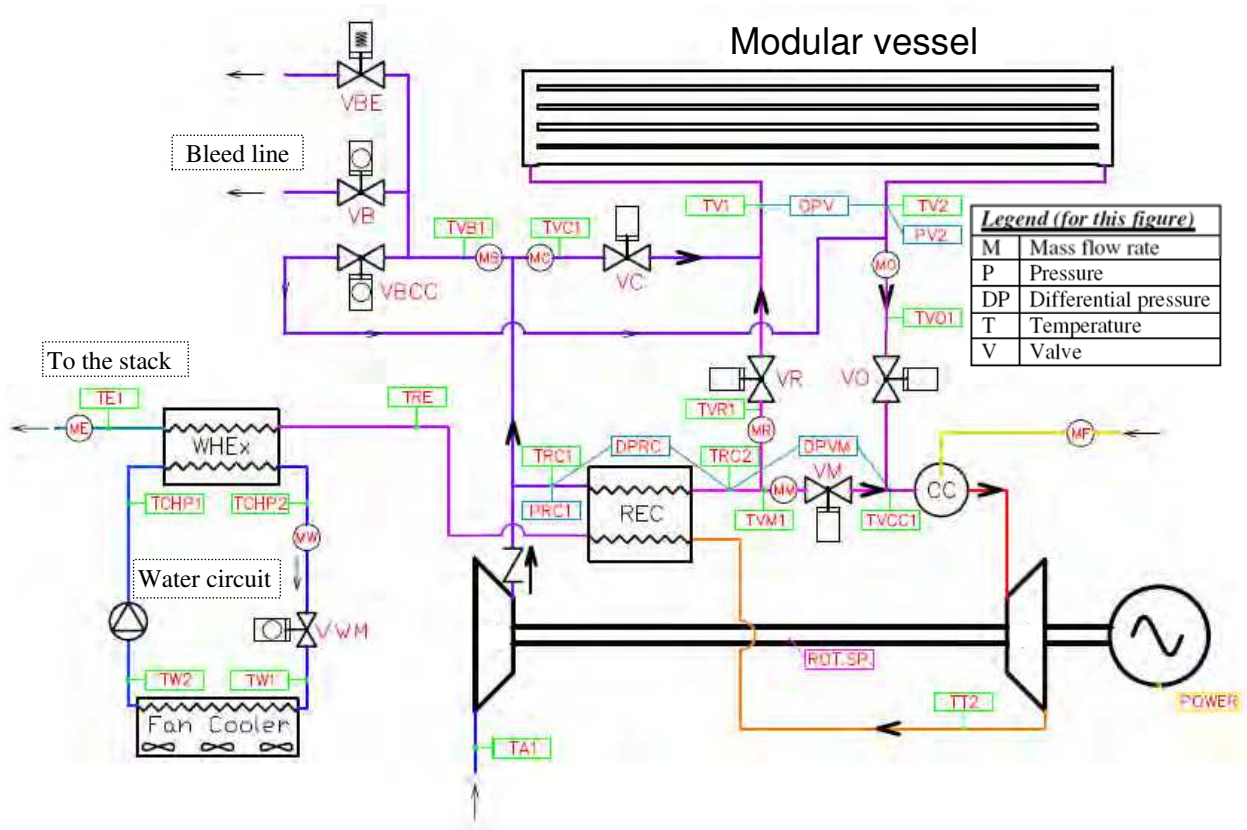 Modular vessel
VBE
Bleed line
VB
TVB1
TVC1
MB
MC
VC
VBCC
TV1
DPV
TV2
PV2
MO
TVO1
Legend (for this figure)
M Mass flow rate
P Pressure
DP Differential pressure
T Temperature
V Valve
To the stack
TE1
ME
WHEx
TRE
VR
VO
TVR1
MR
TRC1
DPRC
TRC2
DPVM
VM
MF
PRC1
REC
MM
CC
TVM1
TVCC1
TCHP1
TCHP2
MW
Water circuit
VWM
TW2
TW1
Fan Cooler
ROT.SP.
TT2
POWER
TA1